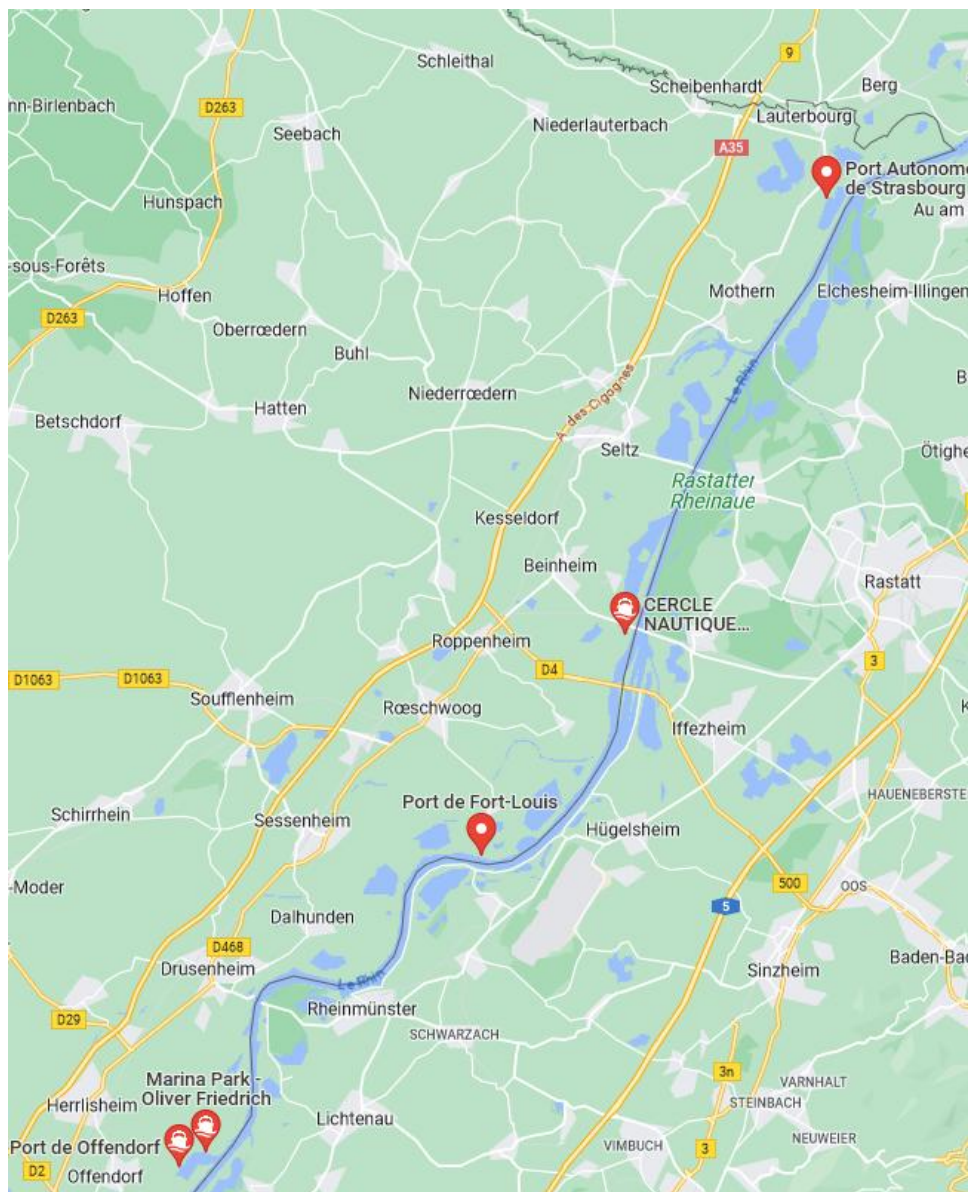 Schleithal
9
Scheibenhardt
Berg
nn-Birlenbach
D263
Seebach
Niederlauterbach
Lauterbourg
A35
Port Autonome
de Strasbourg
Hunspach
Au am
-sous-Forêts
Hoffen
Mothern
Elchesheim-Illingen
D263
Oberrœdern
Buhl
Le Rhin
Niederrœdern
A. des Cigognes
B
Betschdorf
Hatten
Seltz
Ötighe
Rastatter
Rheinaue
Kesseldorf
Beinheim
Rastatt
CERCLE
NAUTIQUE...
Roppenheim
3
D1063
D1063
D4
Soufflenheim
Rœschwoog
K
Iffezheim
HAUENEBERSTE
Port de Fort-Louis
Schirrhein
Sessenheim
Hügelsheim
-Moder
500
OOS
5
Dalhunden
D468
Drusenheim
Sinzheim
Baden-Bad
Le Rhin
Rheinmünster
D29
SCHWARZACH
Marina Park -
Oliver Friedrich
3n
VARNHALT
Herrlisheim
STEINBACH
Lichtenau
Port de Offendorf
VIMBUCH
3
NEUWEIER
D2
Offendorf